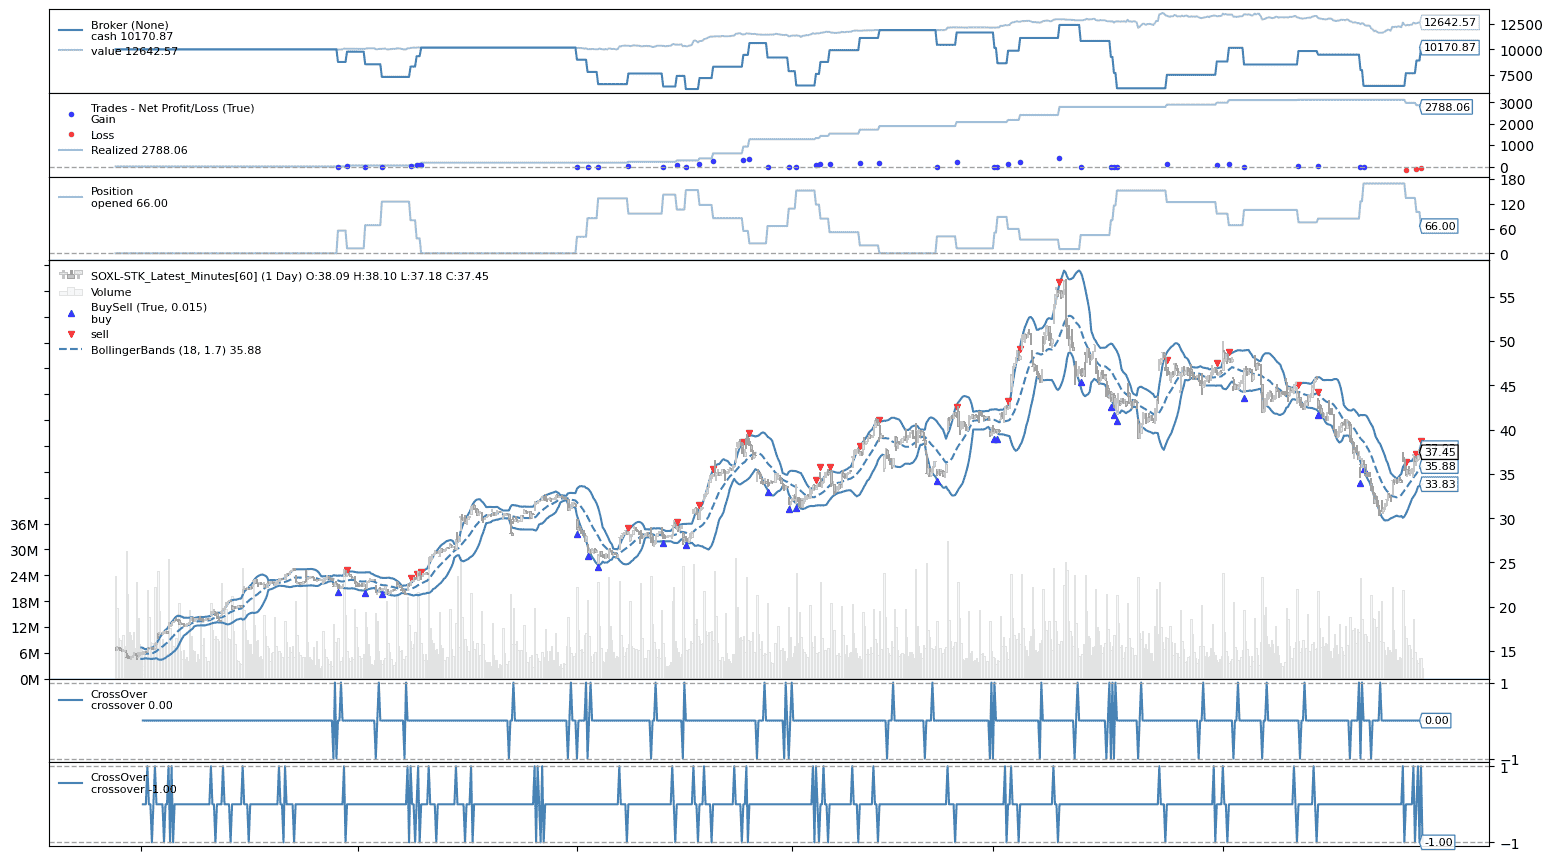 Broker (None)
cash 10170.87
value 12642.57
12642.57
10170.87
12500
10000
7500
Trades - Net Profit/Loss (True)
Gain
Loss
Realized 2788.06
2788.06
3000
2000
1000
0
Position
opened 66.00
66.00
180
120
60
0
SOXL-STK_Latest_Minutes[60] (1 Day) O:38.09 H:38.10 L:37.18 C:37.45
Volume
BuySell (True, 0.015)
buy
sell
BollingerBands (18, 1.7) 35.88
36M
30M
24M
18M
12M
6M
0M
55
50
45
40
35
30
25
20
15
37.45
35.88
33.83
CrossOver
crossover 0.00
0.00
1
−1
CrossOver
crossover -1.00
-1.00
1
−1